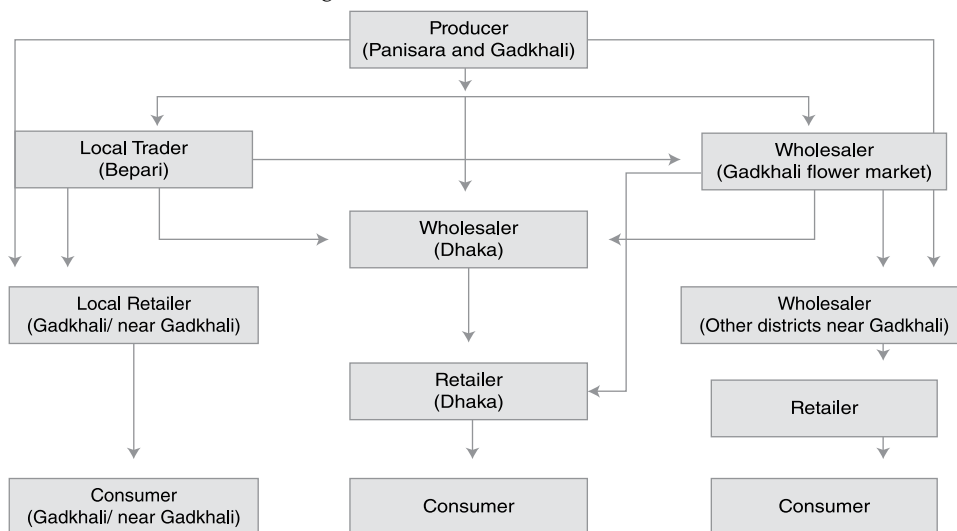 Producer
(Panisara and Gadkhali)
Local Trader
(Bepari)
Wholesaler
(Gadkhali flower market)
Wholesaler
(Dhaka)
Local Retailer
(Gadkhali/ near Gadkhali)
Wholesaler
(Other districts near Gadkhali)
Retailer
(Dhaka)
Retailer
Consumer
(Gadkhali/ near Gadkhali)
Consumer
Consumer